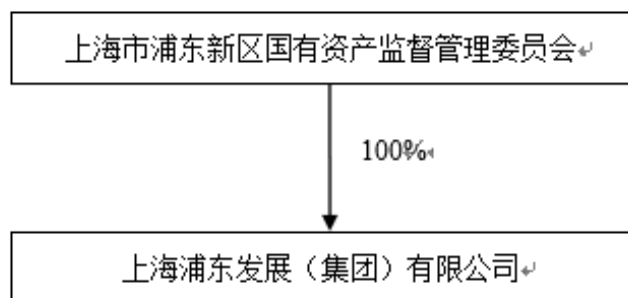 上海市浦东新区国有资产监督管理委员会
100%
上海浦东发展（集团）有限公司